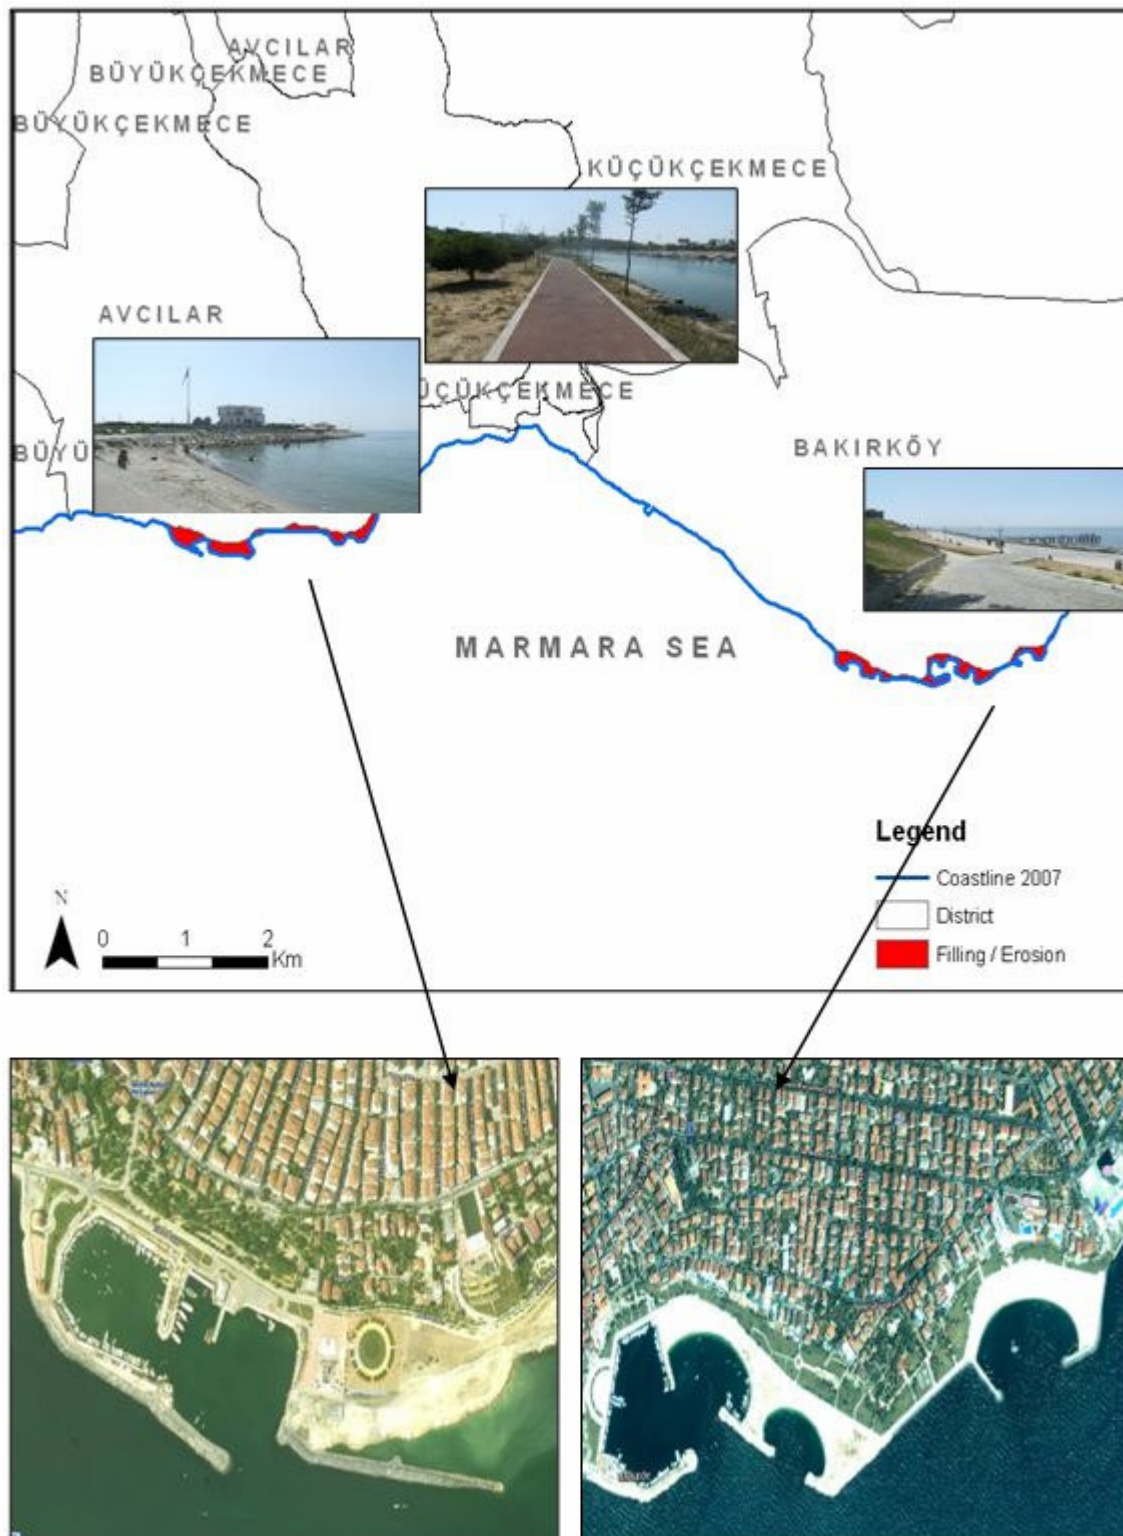 AVCILAR
BÜYÜKÇEKMECE
BÜYÜKÇEKMECE
KÜÇÜKÇEKMECE
AVCILAR
ÜÇÜKÇEKMECE
BÜYÜ
BAKIRKÖY
MARMARA SEA
Legend
Coastline 2007
District
Filling / Erosion
N
0 1 2
Km